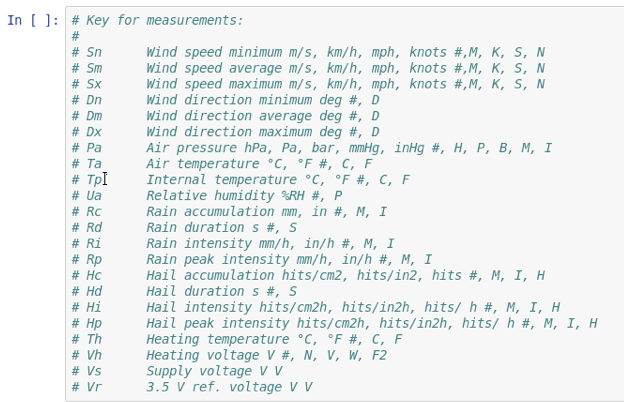 In [ ]: # Key for measurements:
#
# Sn Wind speed minimum m/s, km/h, mph, knots #,M, K, S, N
# Sm Wind speed average m/s, km/h, mph, knots #,M, K, S, N
# Sx Wind speed maximum m/s, km/h, mph, knots #,M, K, S, N
# Dn Wind direction minimum deg #, D
# Dm Wind direction average deg #, D
# Dx Wind direction maximum deg #, D
# Pa Air pressure hPa, Pa, bar, mmHg, inHg #, H, P, B, M, I
# Ta Air temperature °C, °F #, C, F
# Tp Internal temperature °C, °F #, C, F
# Ua Relative humidity %RH #, P
# Rc Rain accumulation mm, in #, M, I
# Rd Rain duration s #, S
# Ri Rain intensity mm/h, in/h #, M, I
# Rp Rain peak intensity mm/h, in/h #, M, I
# Hc Hail accumulation hits/cm2, hits/in2, hits #, M, I, H
# Hd Hail duration s #, S
# Hi Hail intensity hits/cm2h, hits/in2h, hits/ h #, M, I, H
# Hp Hail peak intensity hits/cm2h, hits/in2h, hits/ h #, M, I, H
# Th Heating temperature °C, °F #, C, F
# Vh Heating voltage V #, N, V, W, F2
# Vs Supply voltage V V
# Vr 3.5 V ref. voltage V V